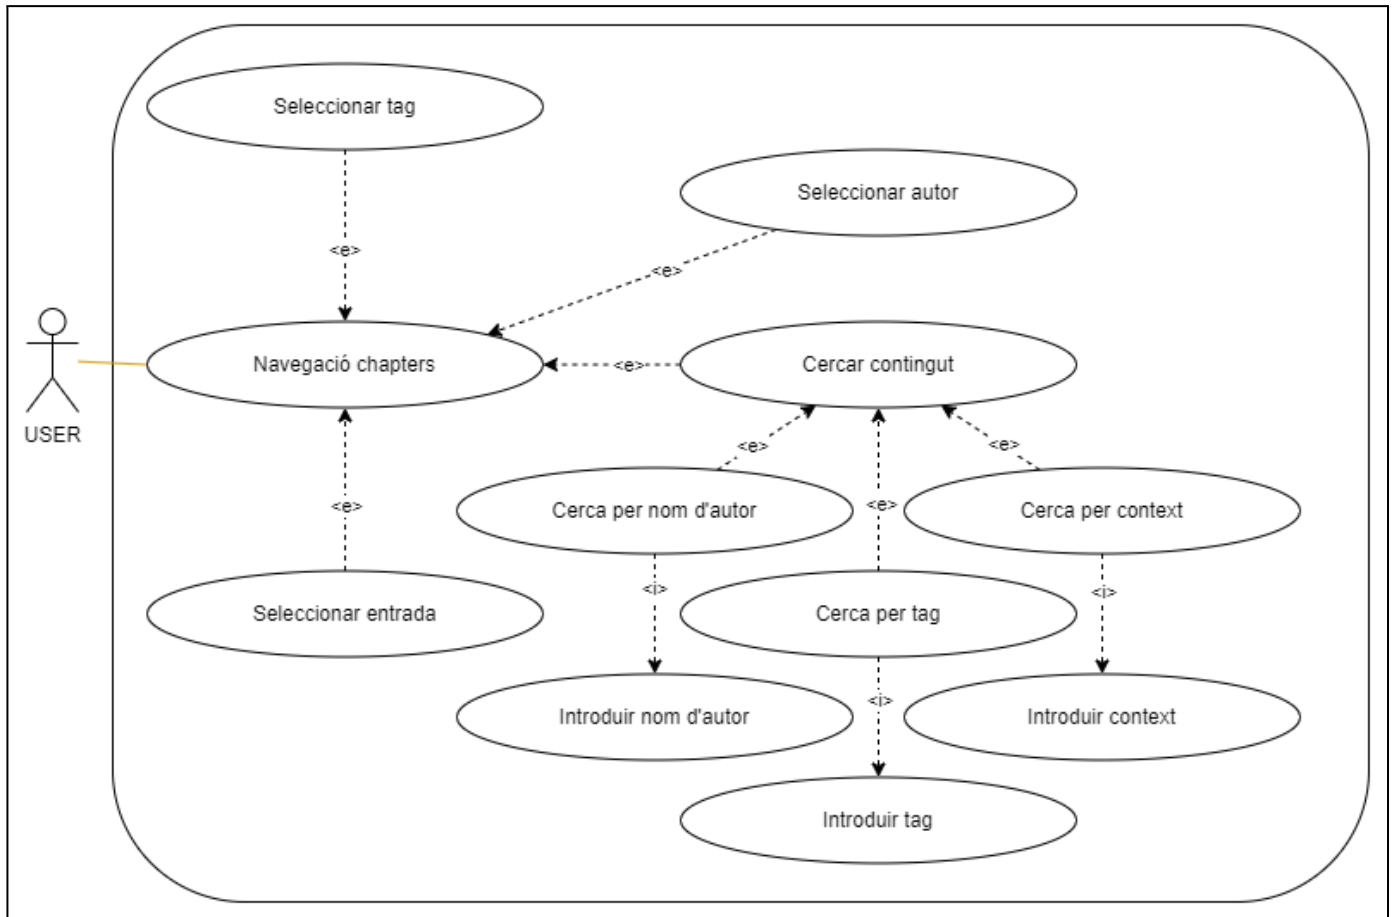 Seleccionar tag
Seleccionar autor
<e>
<e>
USER
Navegació chapters
<e>
Cercar contingut
<e>
<e>
<e>
<e>
Cerca per nom d'autor
Cerca per context
<i>
<i>
Seleccionar entrada
Cerca per tag
<i>
Introduir nom d'autor
Introduir context
Introduir tag